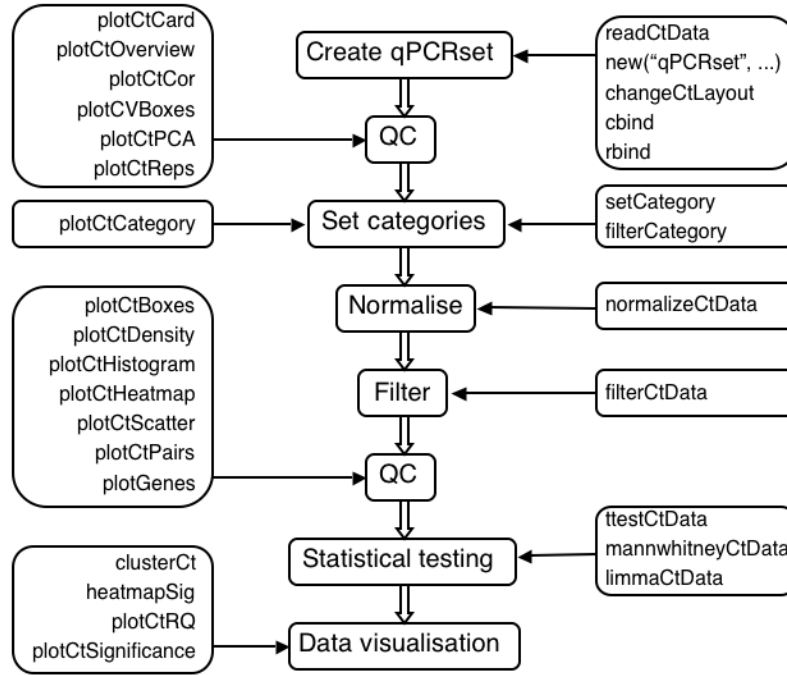 plotCtCard
plotCtOverview
plotCtCor
plotCVBoxes
plotCtPCA
plotCtReps
Create qPCRset
readCtData
new(“qPCRset”, ...)
changeCtLayout
cbind
rbind
QC
plotCtCategory
Set categories
setCategory
filterCategory
plotCtBoxes
plotCtDensity
plotCtHistogram
plotCtHeatmap
plotCtScatter
plotCtPairs
plotGenes
Normalise
normalizeCtData
Filter
filterCtData
QC
clusterCt
heatmapSig
plotCtRQ
plotCtSignificance
Statistical testing
ttestCtData
mannwhitneyCtData
limmaCtData
Data visualisation